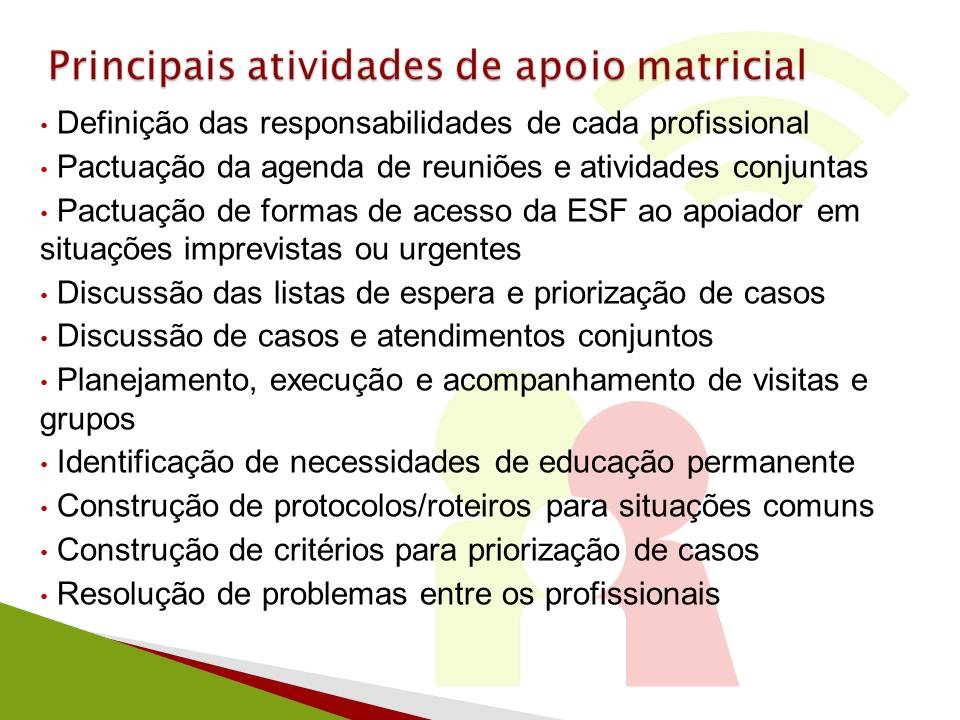 Principais atividades de apoio matricial
• Definição das responsabilidades de cada profissional
• Pactuação da agenda de reuniões e atividades conjuntas
• Pactuação de formas de acesso da ESF ao apoiador em
situações imprevistas ou urgentes
• Discussão das listas de espera e priorização de casos
• Discussão de casos e atendimentos conjuntos
• Planejamento, execução e acompanhamento de visitas e
grupos
• Identificação de necessidades de educação permanente
• Construção de protocolos/roteiros para situações comuns
• Construção de critérios para priorização de casos
• Resolução de problemas entre os profissionais